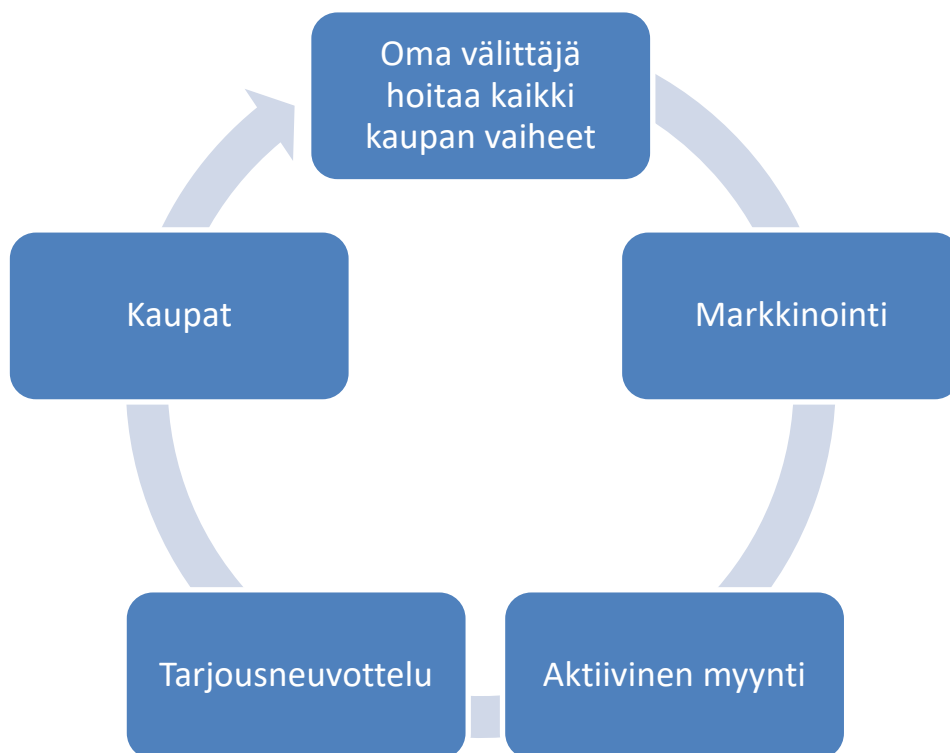 Oma välittäjä
hoitaa kaikki
kaupan vaiheet
Markkinointi
Aktiivinen myynti
Tarjousneuvottelu
Kaupat